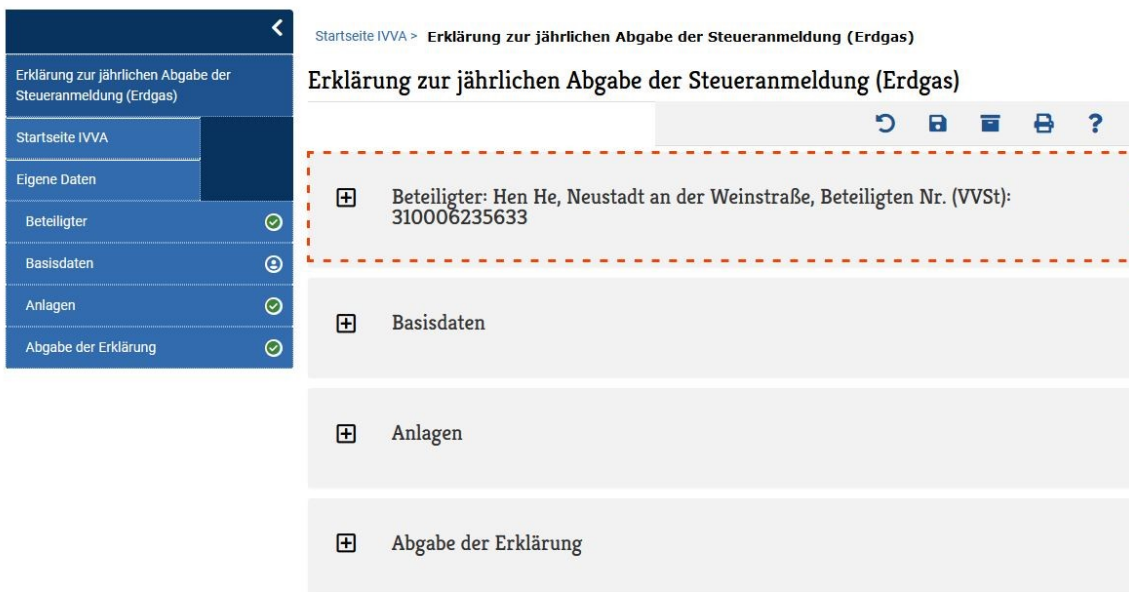 Startseite IVVA > Erklärung zur jährlichen Abgabe der Steueranmeldung (Erdgas)
Erklärung zur jährlichen Abgabe der
Steueranmeldung (Erdgas)
Startseite IVVA
Eigene Daten
Beteiligter
Basisdaten
Anlagen
Abgabe der Erklärung
Erklärung zur jährlichen Abgabe der Steueranmeldung (Erdgas)
?
Beteiligter: Hen He, Neustadt an der Weinstraße, Beteiligten Nr. (VVSt):
310006235633
Basisdaten
Anlagen
Abgabe der Erklärung